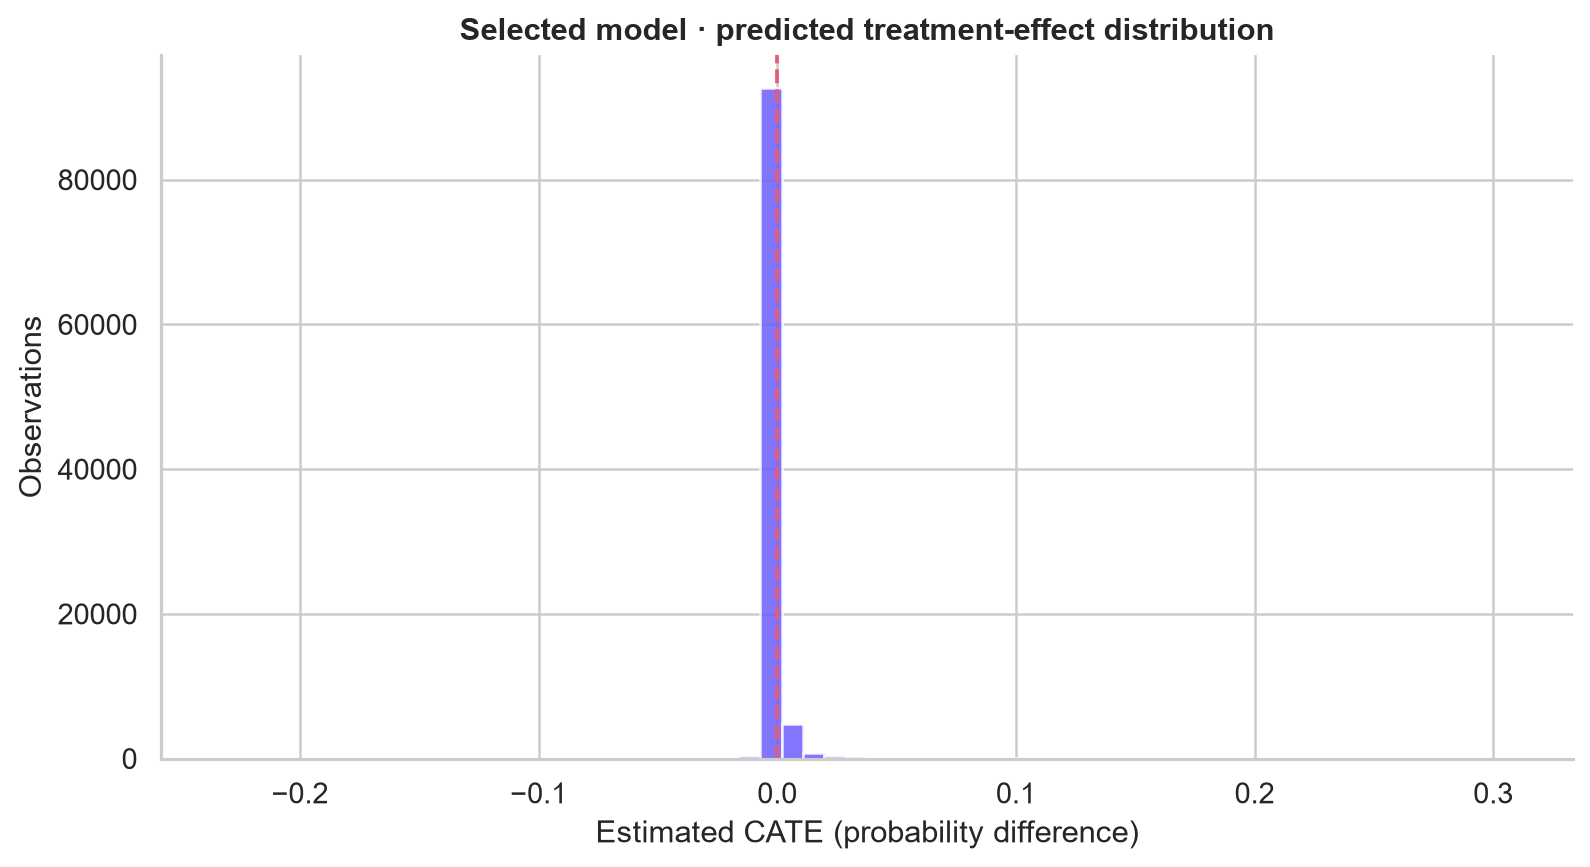 Selected model · predicted treatment-effect distribution
80000
60000
40000
20000
0
Observations
−0.2 −0.1 0.0 0.1 0.2 0.3
Estimated CATE (probability difference)